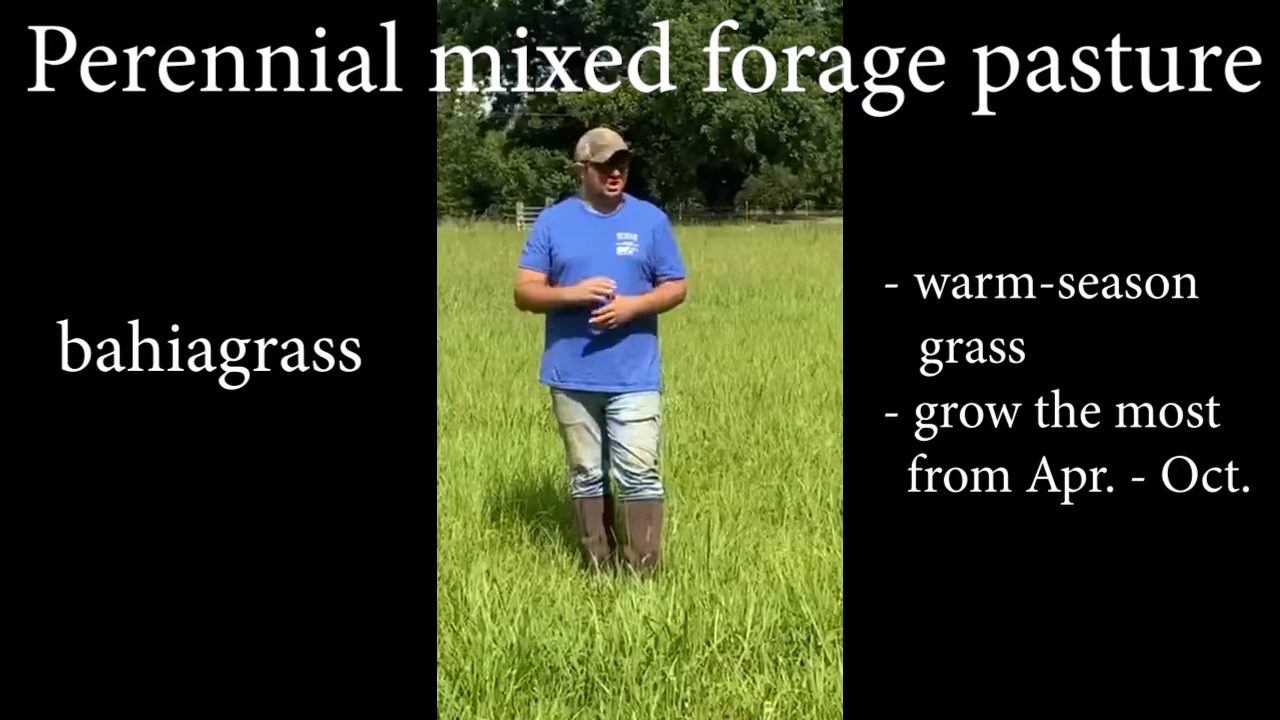 Perennial mixed forage pasture
bahiagrass
- warm-season
grass
- grow the most
from Apr. - Oct.